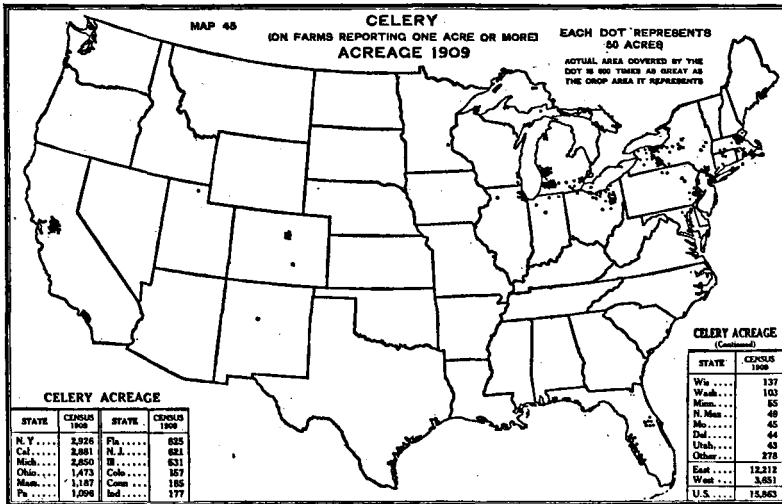 MAP 45
CELERY
(ON FARMS REPORTING ONE ACRE OR MORE)
ACREAGE 1909
EACH DOT REPRESENTS
50 ACRES
ACTUAL AREA COVERED BY THE
DOT IS 600 TIMES AS GREAT AS
THE CROP AREA IT REPRESENTS
CELERY ACREAGE
STATE CENSUS 1909 STATE CENSUS 1909
N. Y .... 2,926 Fla .... 825
Cal .... 2,881 N. J. .... 621
Mich .... 2,850 Ill .... 531
Ohio .... 1,473 Colo .... 157
Mass .... 1,187 Conn .... 185
Pa .... 1,096 Ind .... 177
CELERY ACREAGE
(Continued)
STATE CENSUS 1909
Wis .... 137
Wash .... 103
Minn .... 55
N. Mex .... 49
Mo .... 45
Del .... 44
Utah .... 43
Other .... 278
East .... 12,212
West .... 3,651
U. S. .... 15,863